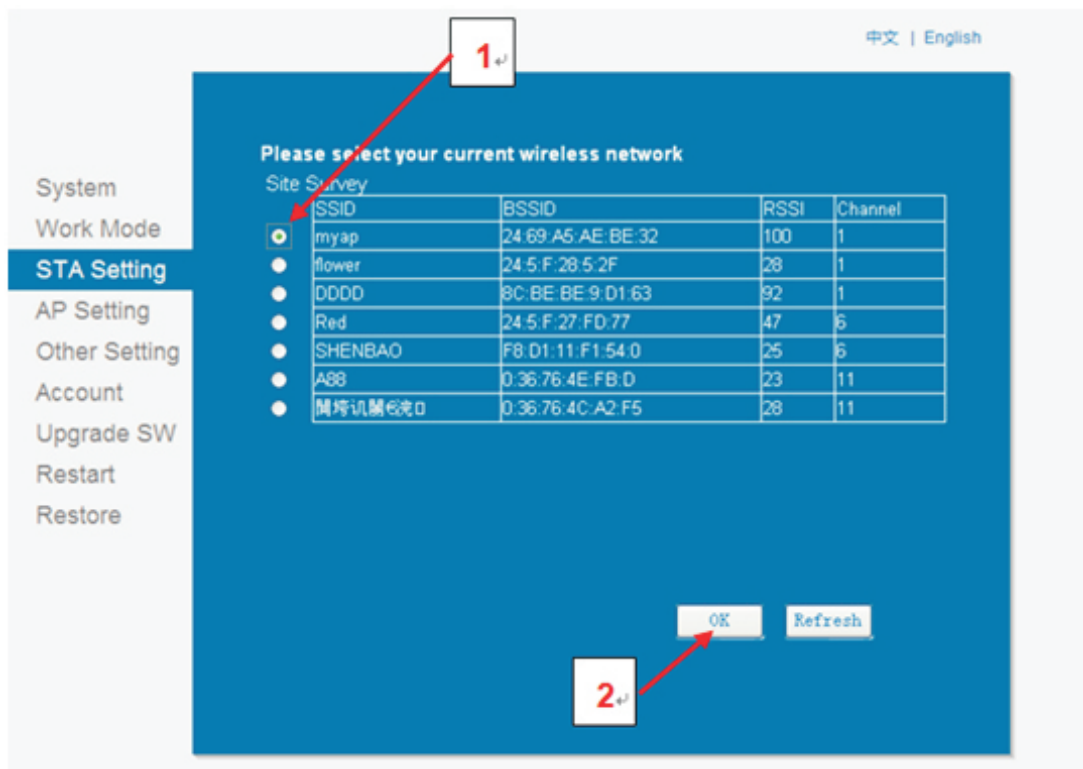 1
中文 | English
Please select your current wireless network
Site Survey
SSID BSSID RSSI Channel
myap 24:69:A5:AE:BE:32 100 1
flower 24:5:F:28:5:2F 28 1
DDDD 8C:BE:BE:9:D1:63 92 1
Red 24:5:F:27:FD:77 47 6
SHENBAO F8:D1:11:F1:54:0 25 6
A88 0:36:76:4E:FB:D 23 11
0:36:76:4C:A2:F5 28 11
System
Work Mode
STA Setting
AP Setting
Other Setting
Account
Upgrade SW
Restart
Restore
OK Refresh
2